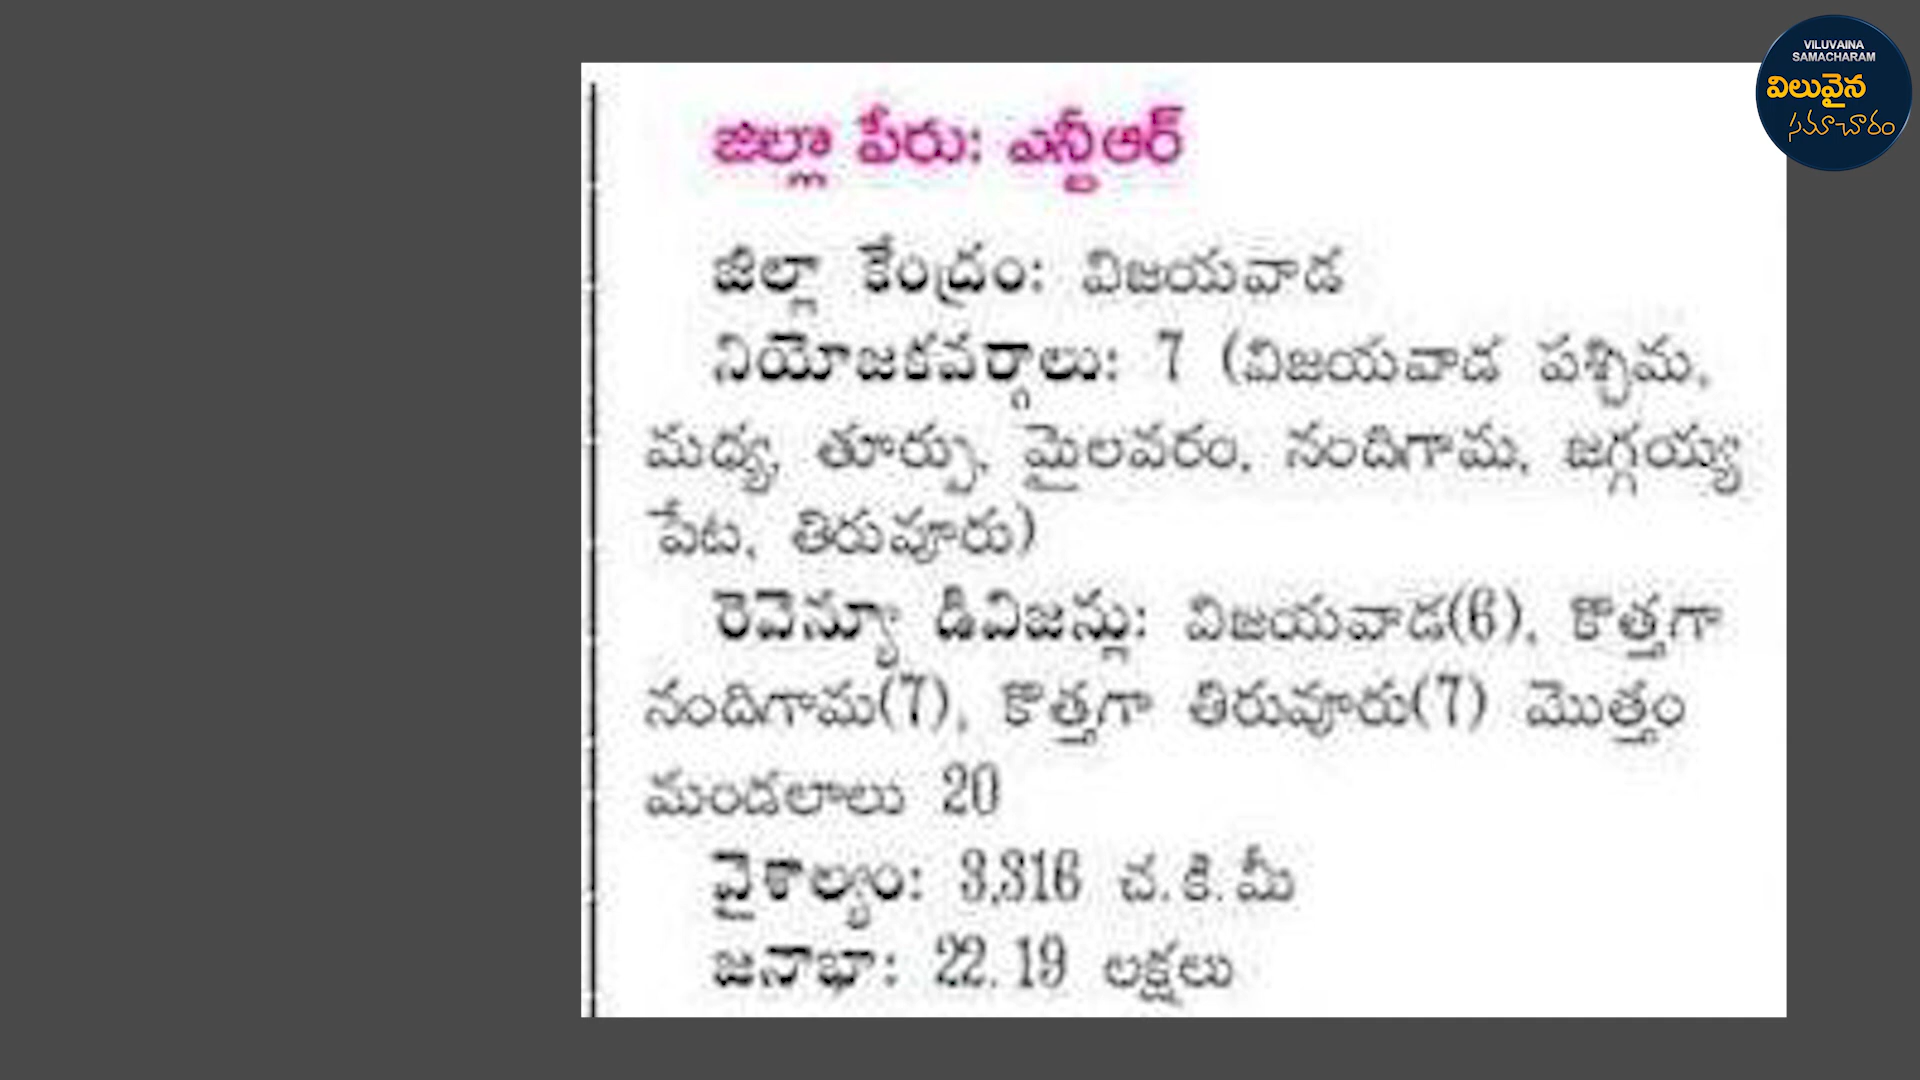 VILUVAINA
SAMACHARAM
విలువైన
సమాచారం
జిల్లా పేరు: ఎన్టీఆర్
జిల్లా కేంద్రం: విజయవాడ
నియోజకవర్గాలు: 7 (విజయవాడ పశ్చిమ,
మధ్య, తూర్పు, మైలవరం, నందిగామ, జగ్గయ్య
పేట, తిరువూరు)
రెవెన్యూ డివిజన్లు: విజయవాడ(6), కొత్తగా
నందిగామ(7), కొత్తగా తిరువూరు(7) మొత్తం
మండలాలు 20
వైశాల్యం: 3,316 చ.కి.మీ
జనాభా: 22.19 లక్షలు